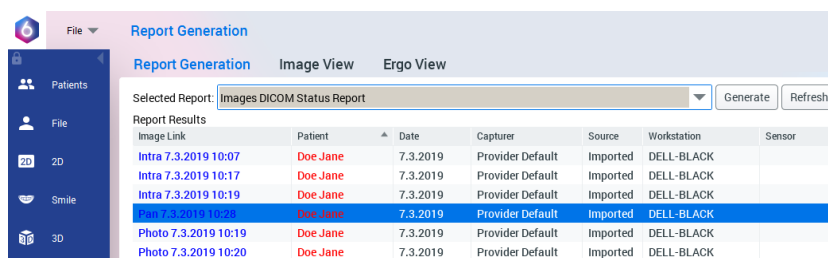 File
Report Generation
Report Generation Image View Ergo View
Patients
Selected Report: Images DICOM Status Report Generate Refresh
Report Results
File
Image Link Patient Date Capturer Source Workstation Sensor
2D 2D
Intra 7.3.2019 10:07 Doe Jane 7.3.2019 Provider Default Imported DELL-BLACK
Intra 7.3.2019 10:17 Doe Jane 7.3.2019 Provider Default Imported DELL-BLACK
Smile
Intra 7.3.2019 10:19 Doe Jane 7.3.2019 Provider Default Imported DELL-BLACK
Pan 7.3.2019 10:28 Doe Jane 7.3.2019 Provider Default Imported DELL-BLACK
3D 3D
Photo 7.3.2019 10:19 Doe Jane 7.3.2019 Provider Default Imported DELL-BLACK
Photo 7.3.2019 10:20 Doe Jane 7.3.2019 Provider Default Imported DELL-BLACK